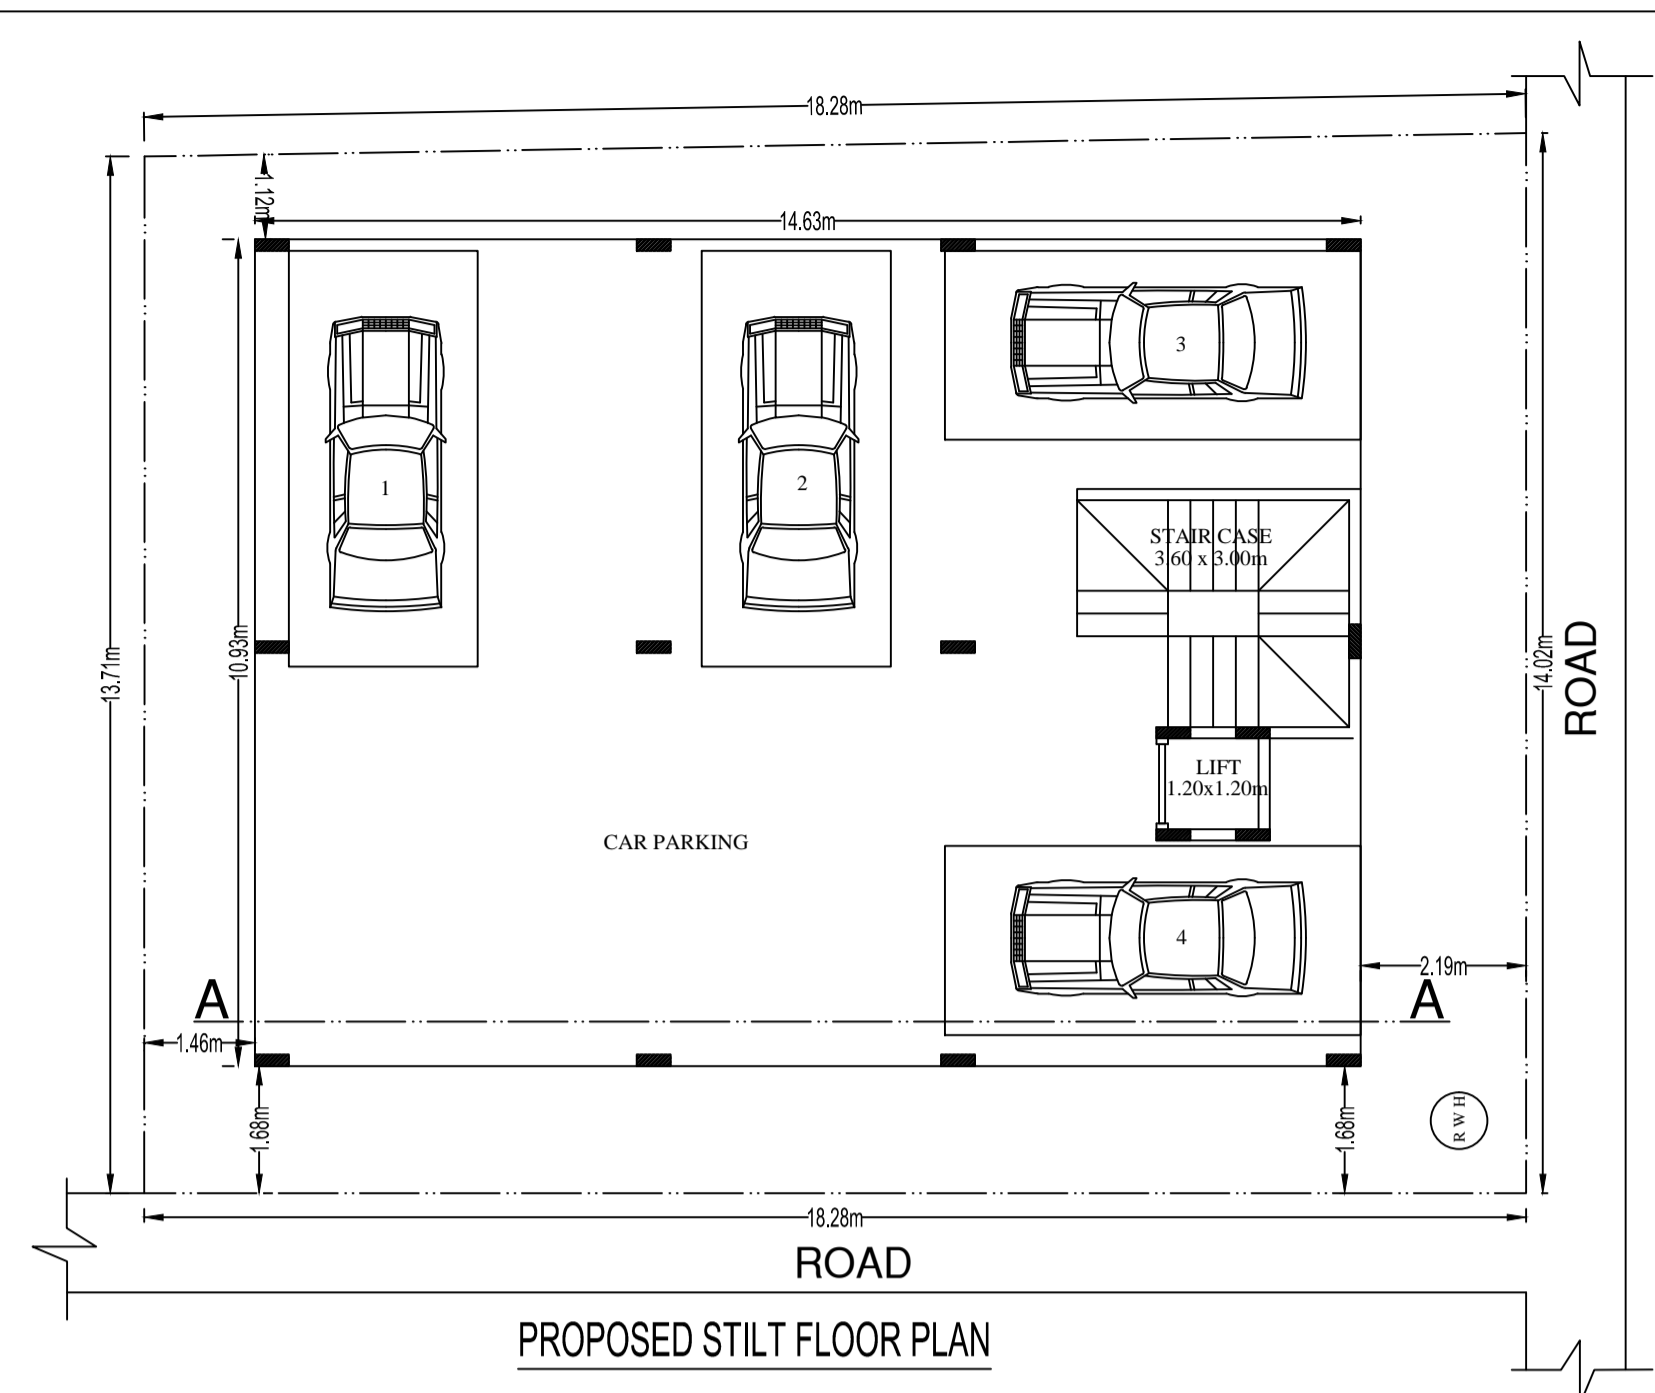 18.28m
1.12m
14.63m
3
1
2
STAIR CASE
3.60 x 3.00m
13.71m
10.93m
14.02m
ROAD
LIFT
1.20x1.20m
CAR PARKING
4
2.19m
A
A
1.46m
1.68m
1.68m
R W H
18.28m
ROAD
PROPOSED STILT FLOOR PLAN